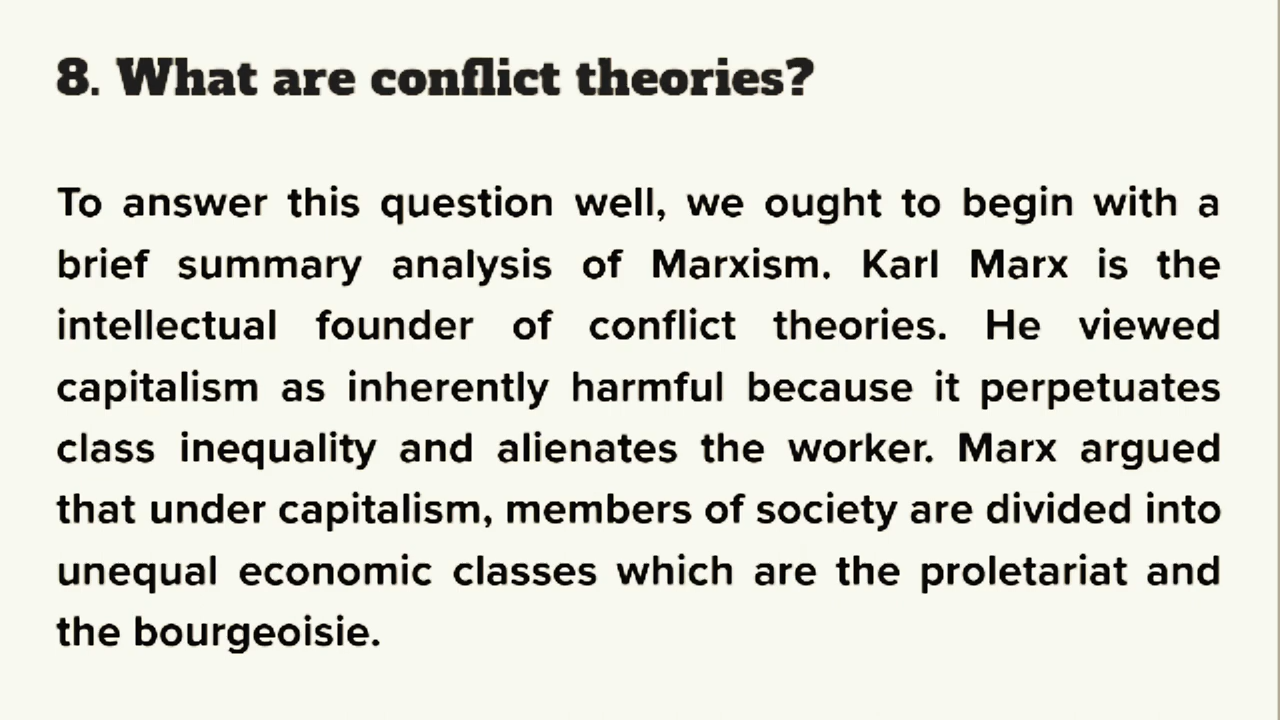 8. What are conflict theories?
To answer this question well, we ought to begin with a
brief summary analysis of Marxism. Karl Marx is the
intellectual founder of conflict theories. He viewed
capitalism as inherently harmful because it perpetuates
class inequality and alienates the worker. Marx argued
that under capitalism, members of society are divided into
unequal economic classes which are the proletariat and
the bourgeoisie.